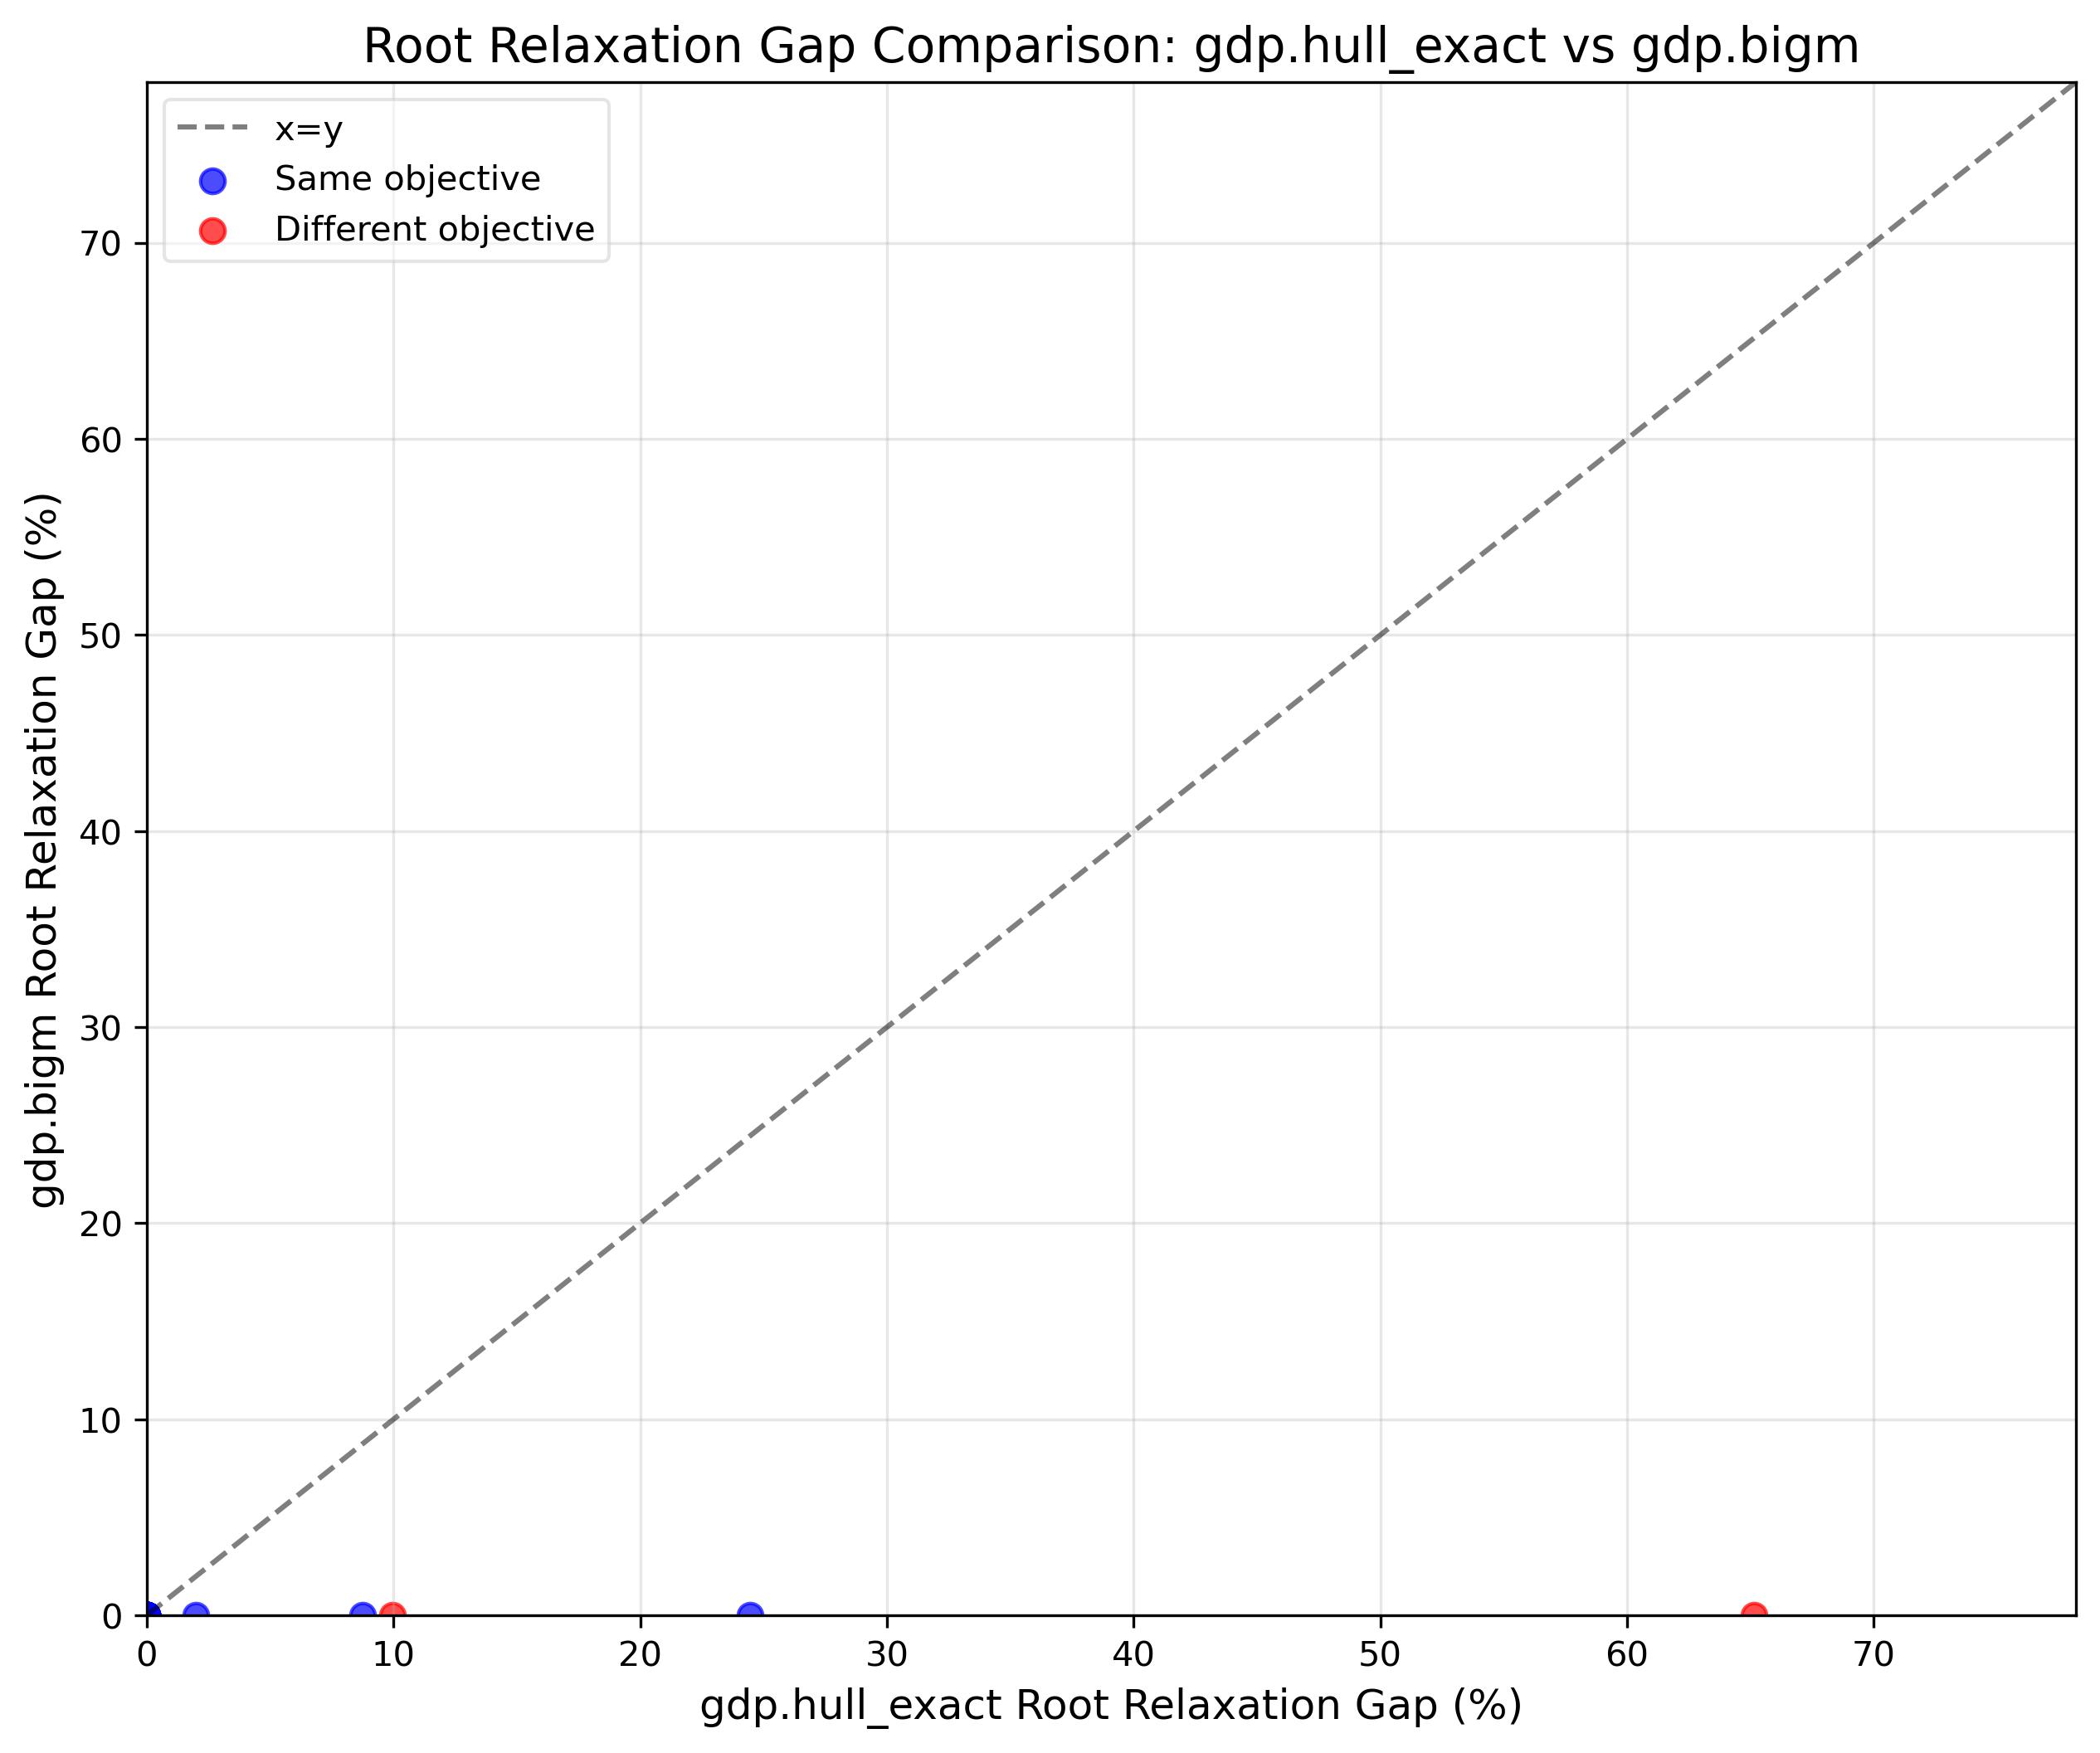 Root Relaxation Gap Comparison: gdp.hull_exact vs gdp.bigm
x=y
Same objective
Different objective
gdp.bigm Root Relaxation Gap (%)
70
60
50
40
30
20
10
0
0 10 20 30 40 50 60 70
gdp.hull_exact Root Relaxation Gap (%)